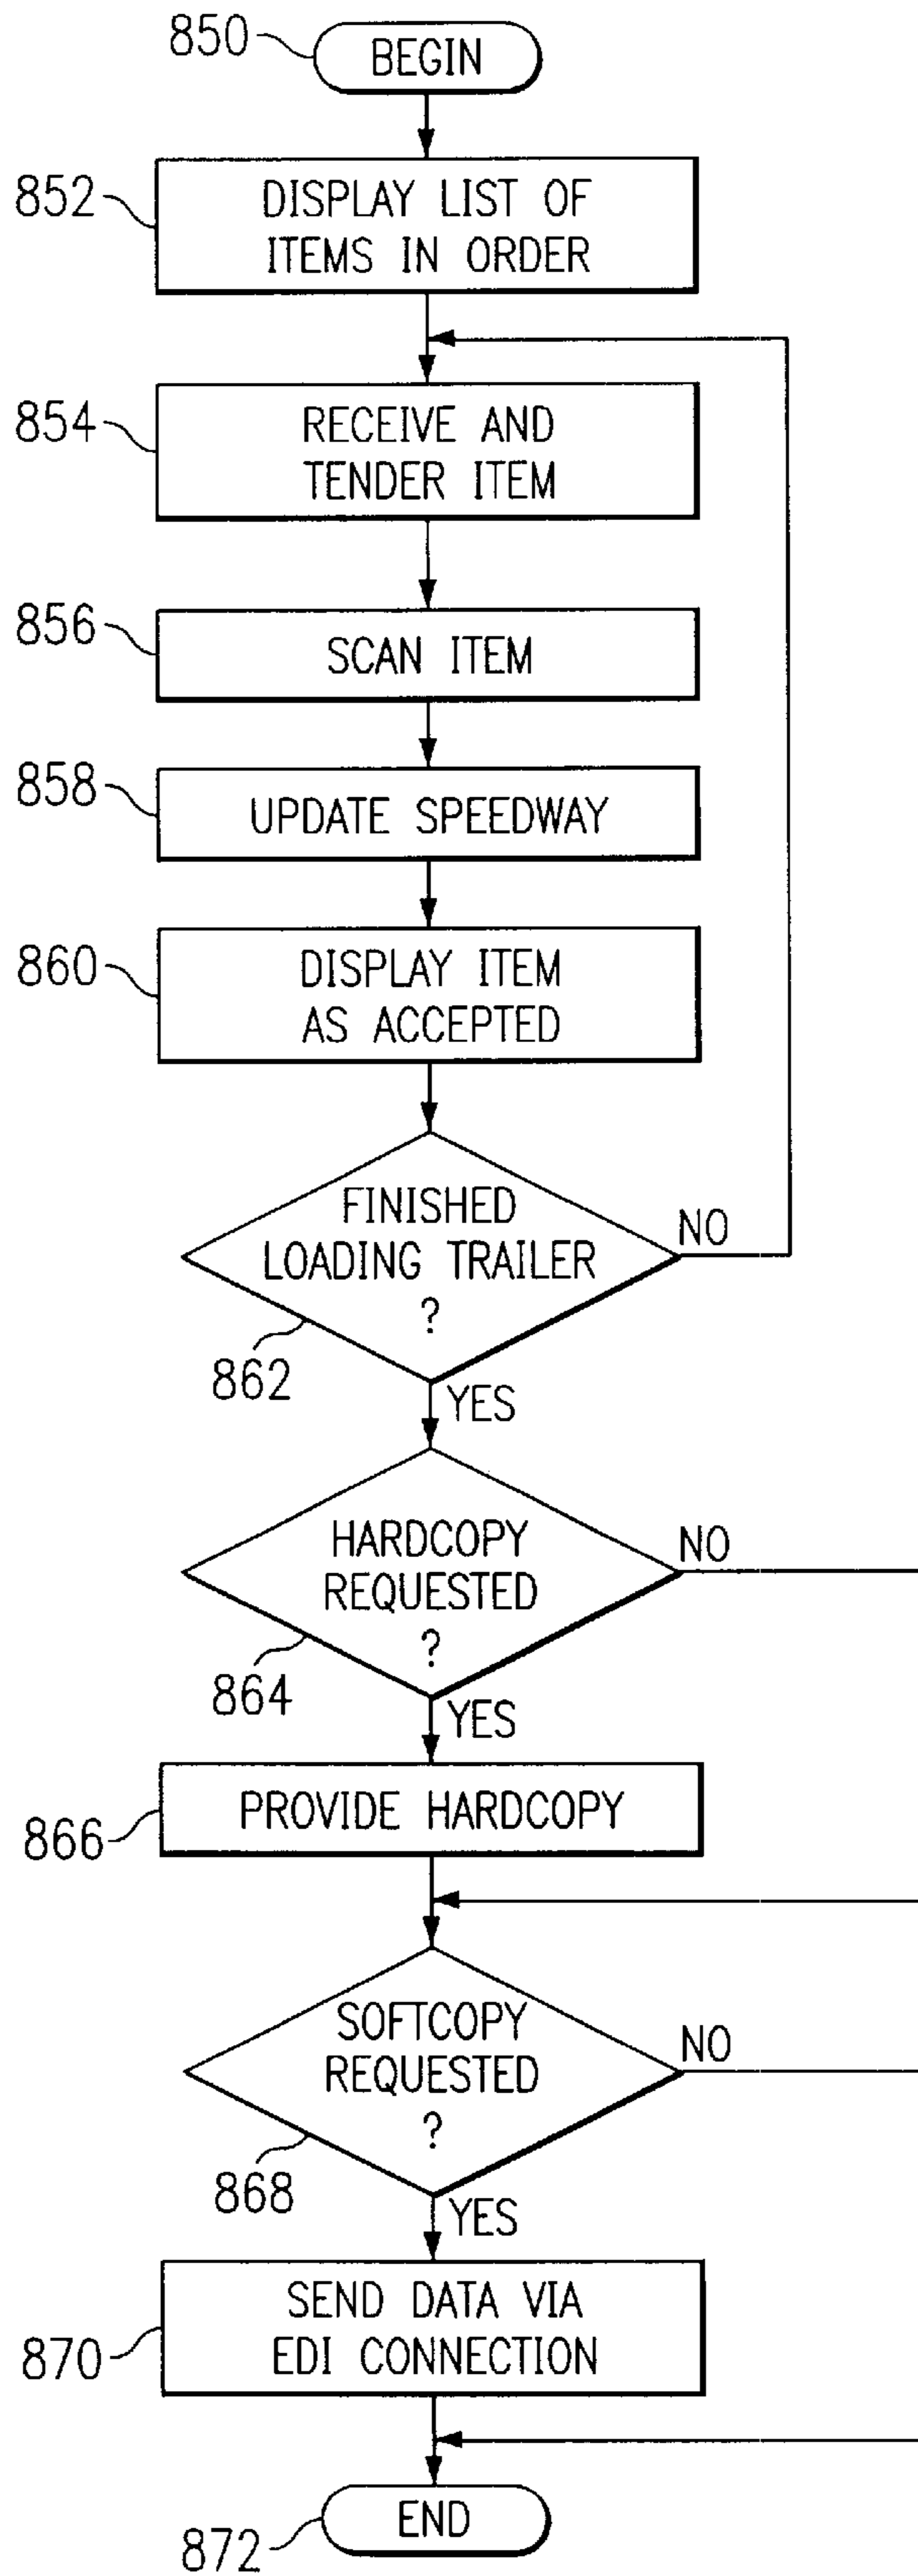 850
BEGIN
852
DISPLAY LIST OF
ITEMS IN ORDER
854
RECEIVE AND
TENDER ITEM
856
SCAN ITEM
858
UPDATE SPEEDWAY
860
DISPLAY ITEM
AS ACCEPTED
FINISHED
LOADING TRAILER
?
NO
862
YES
HARDCOPY
REQUESTED
?
NO
864
YES
866
PROVIDE HARDCOPY
SOFTCOPY
REQUESTED
?
NO
868
YES
870
SEND DATA VIA
EDI CONNECTION
872
END